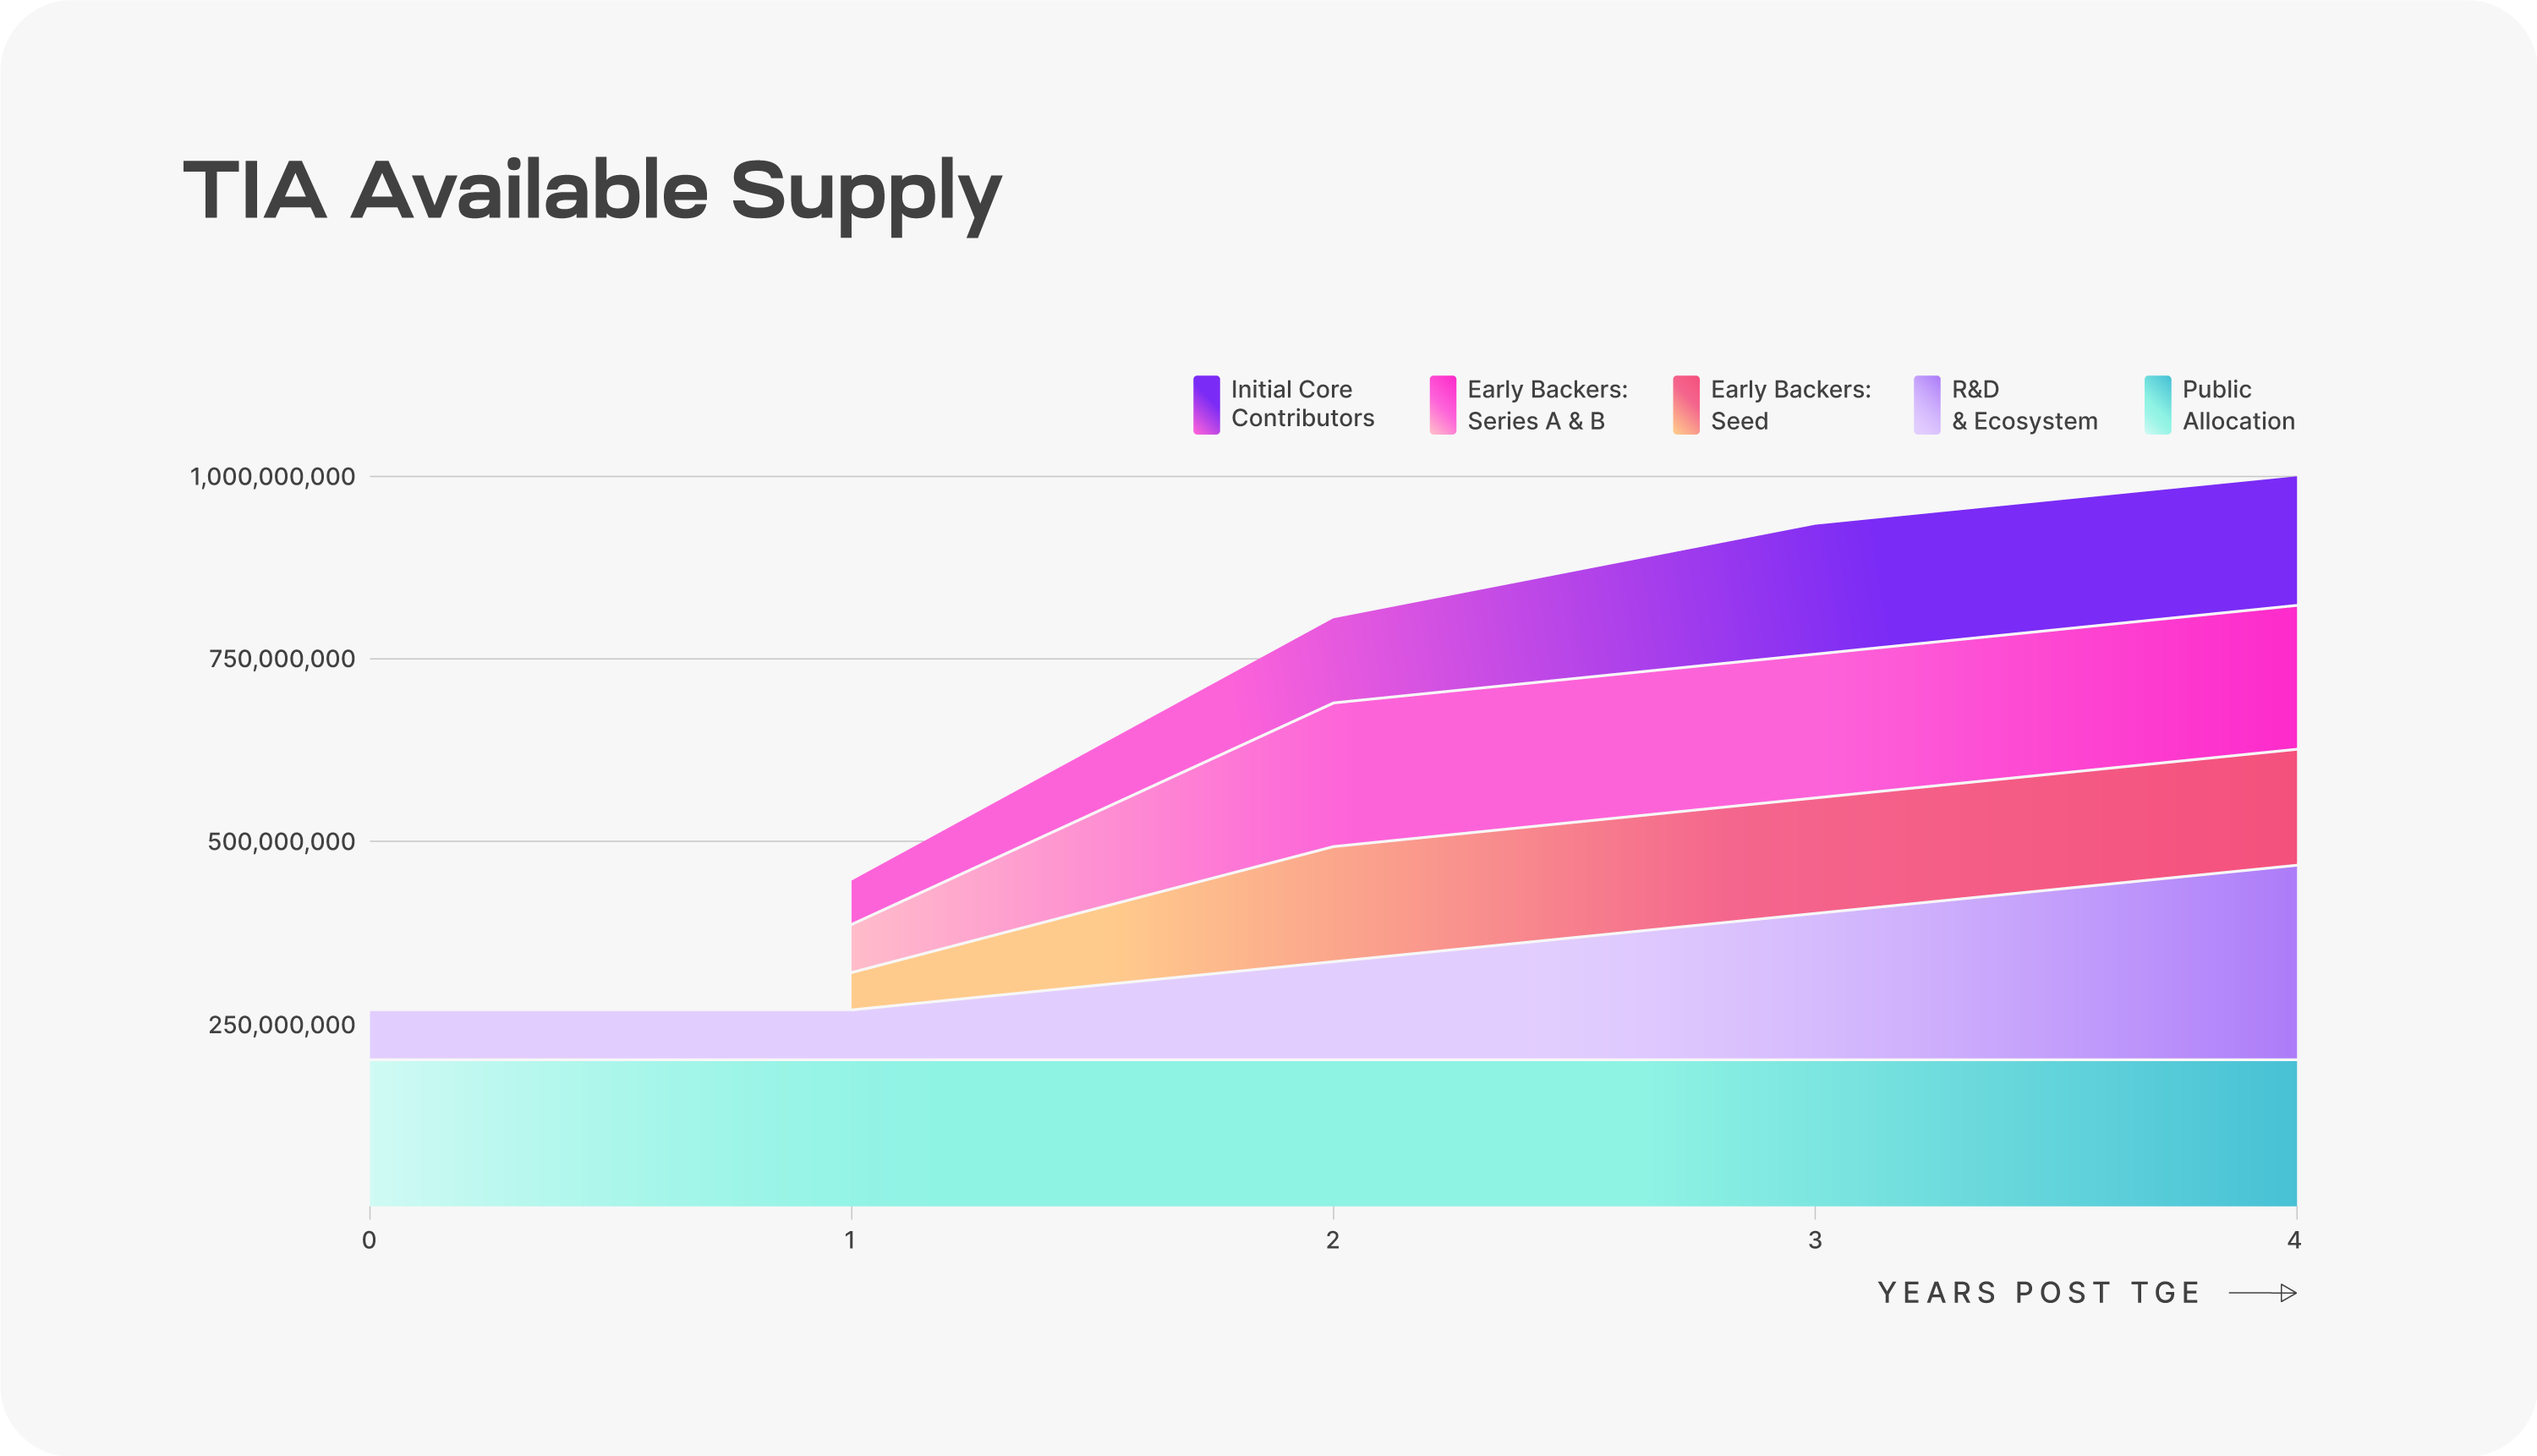 TIA Available Supply
Initial Core
Contributors
Early Backers:
Series A & B
Early Backers:
Seed
R&D
& Ecosystem
Public
Allocation
1,000,000,000
750,000,000
500,000,000
250,000,000
0 1 2 3 4
YEARS POST TGE